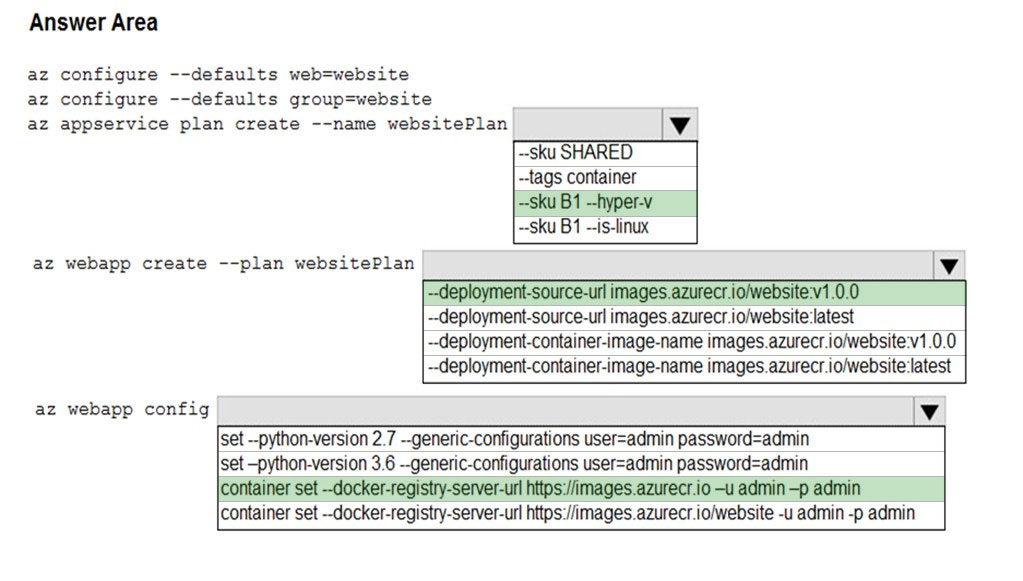 Answer Area
az configure --defaults web=website
az configure --defaults group=website
az appservice plan create --name websitePlan
--sku SHARED
--tags container
--sku B1 --hyper-v
--sku B1 --is-linux
az webapp create --plan websitePlan
--deployment-source-url images.azurecr.io/website:v1.0.0
--deployment-source-url images.azurecr.io/website:latest
--deployment-container-image-name images.azurecr.io/website:v1.0.0
--deployment-container-image-name images.azurecr.io/website:latest
az webapp config
set --python-version 2.7 --generic-configurations user=admin password=admin
set –python-version 3.6 --generic-configurations user=admin password=admin
container set --docker-registry-server-url https://images.azurecr.io –u admin –p admin
container set --docker-registry-server-url https://images.azurecr.io/website -u admin -p admin